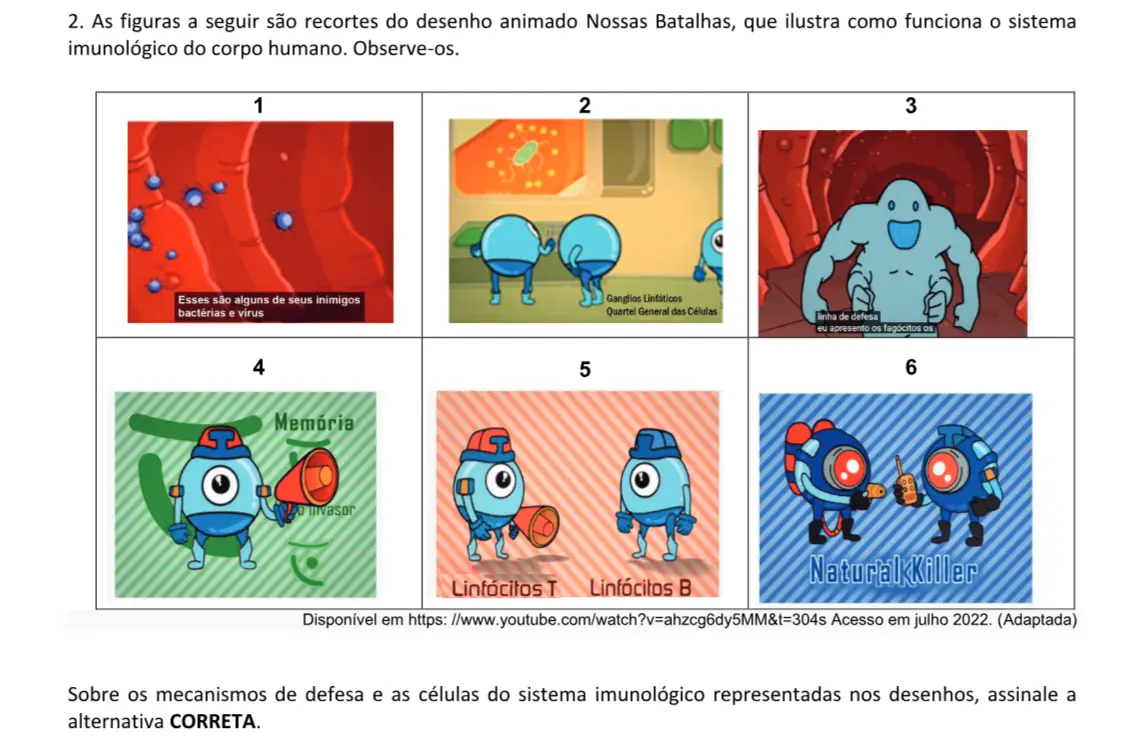 2. As figuras a seguir são recortes do desenho animado Nossas Batalhas, que ilustra como funciona o sistema
imunológico do corpo humano. Observe-os.
1
2
3
Esses são alguns de seus inimigos
bactérias e vírus
Ganglios Linfáticos
Quartel General das Células
linha de defesa
eu apresento os fagócitos os
4
5
6
Memória
o invasor
Linfócitos T
Linfócitos B
Natural Killer
Disponível em https: //www.youtube.com/watch?v=ahzcg6dy5MM&t=304s Acesso em julho 2022. (Adaptada)
Sobre os mecanismos de defesa e as células do sistema imunológico representadas nos desenhos, assinale a
alternativa CORRETA.